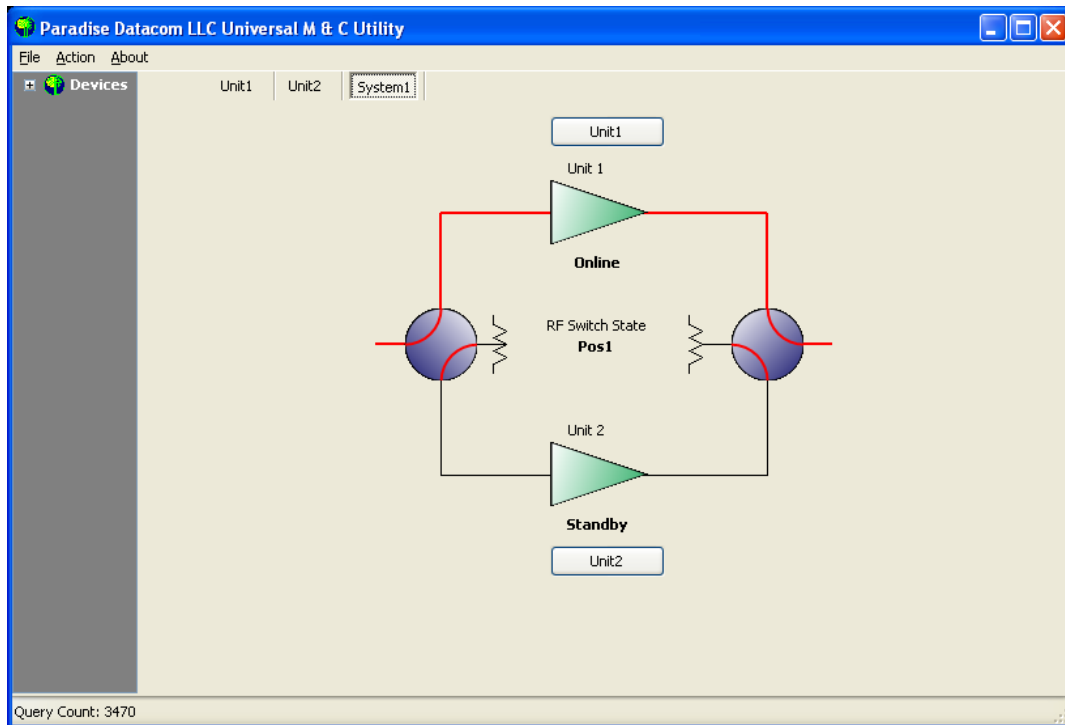 Paradise Datacom LLC Universal M & C Utility
File Action About
Devices
Unit1 Unit2 System1
Unit1
Unit 1
Online
RF Switch State
Pos1
Unit 2
Standby
Unit2
Query Count: 3470